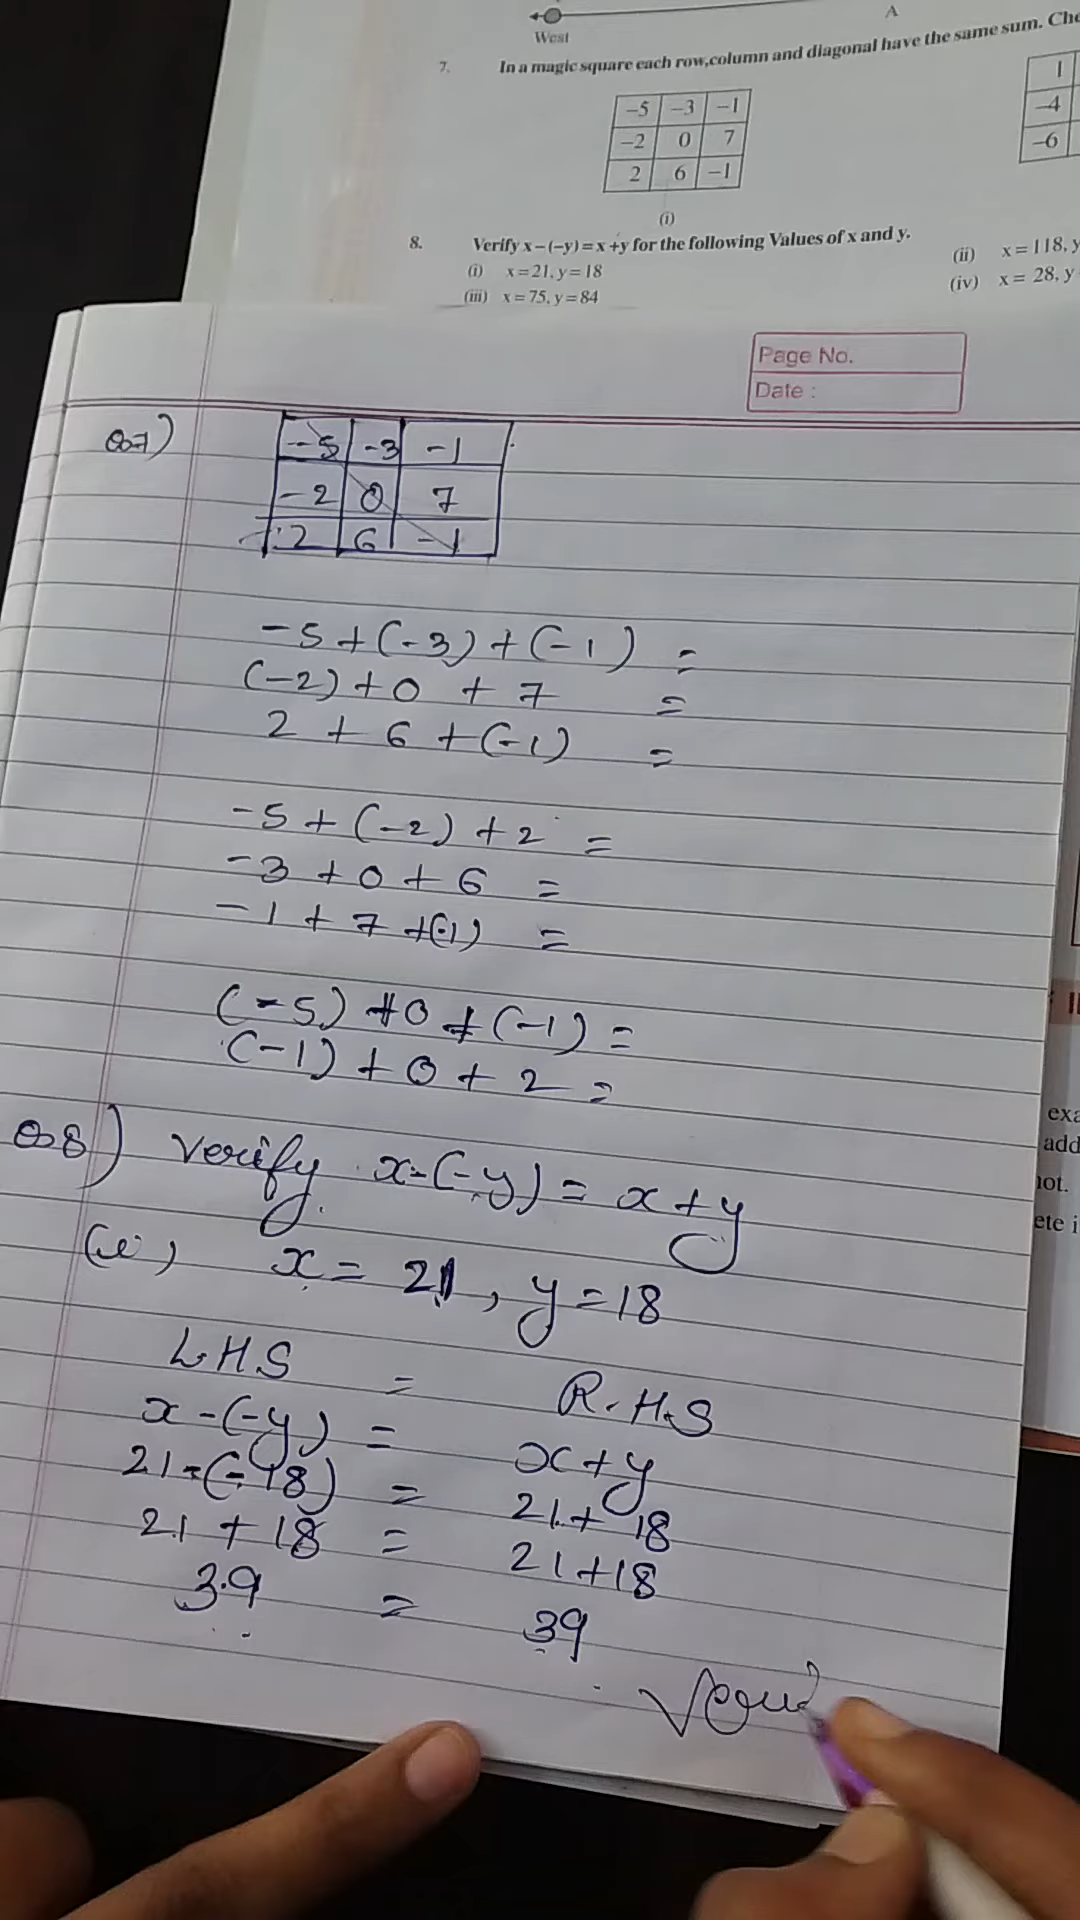 West
A
7. In a magic square each row,column and diagonal have the same sum. Che
-5 -3 -1
-2 0 7
2 6 -1
1
-4
-6
(i)
8. Verify x-(-y)=x+y for the following Values of x and y.
(i) x=21, y=18
(ii) x=118, y
(iii) x=75, y=84
(iv) x= 28, y
Page No.
Date :
Q07)
-5 -3 -1
-2 0 7
2 6 -1
-5+(-3)+(-1) =
(-2)+0 + 7 =
2 + 6 +(-1) =
-5+(-2)+2 =
-3+0+6 =
-1+7+(-1) =
(-5)+0+(-1) =
(-1)+0+2 =
Q08) Verify x-(-y)=x+y
x=21, y=18
LHS = R.H.S
x-(-y) = x+y
21-(-18) = 21+18
21+18 = 21+18
39 = 39
exa
add
not.
ete i